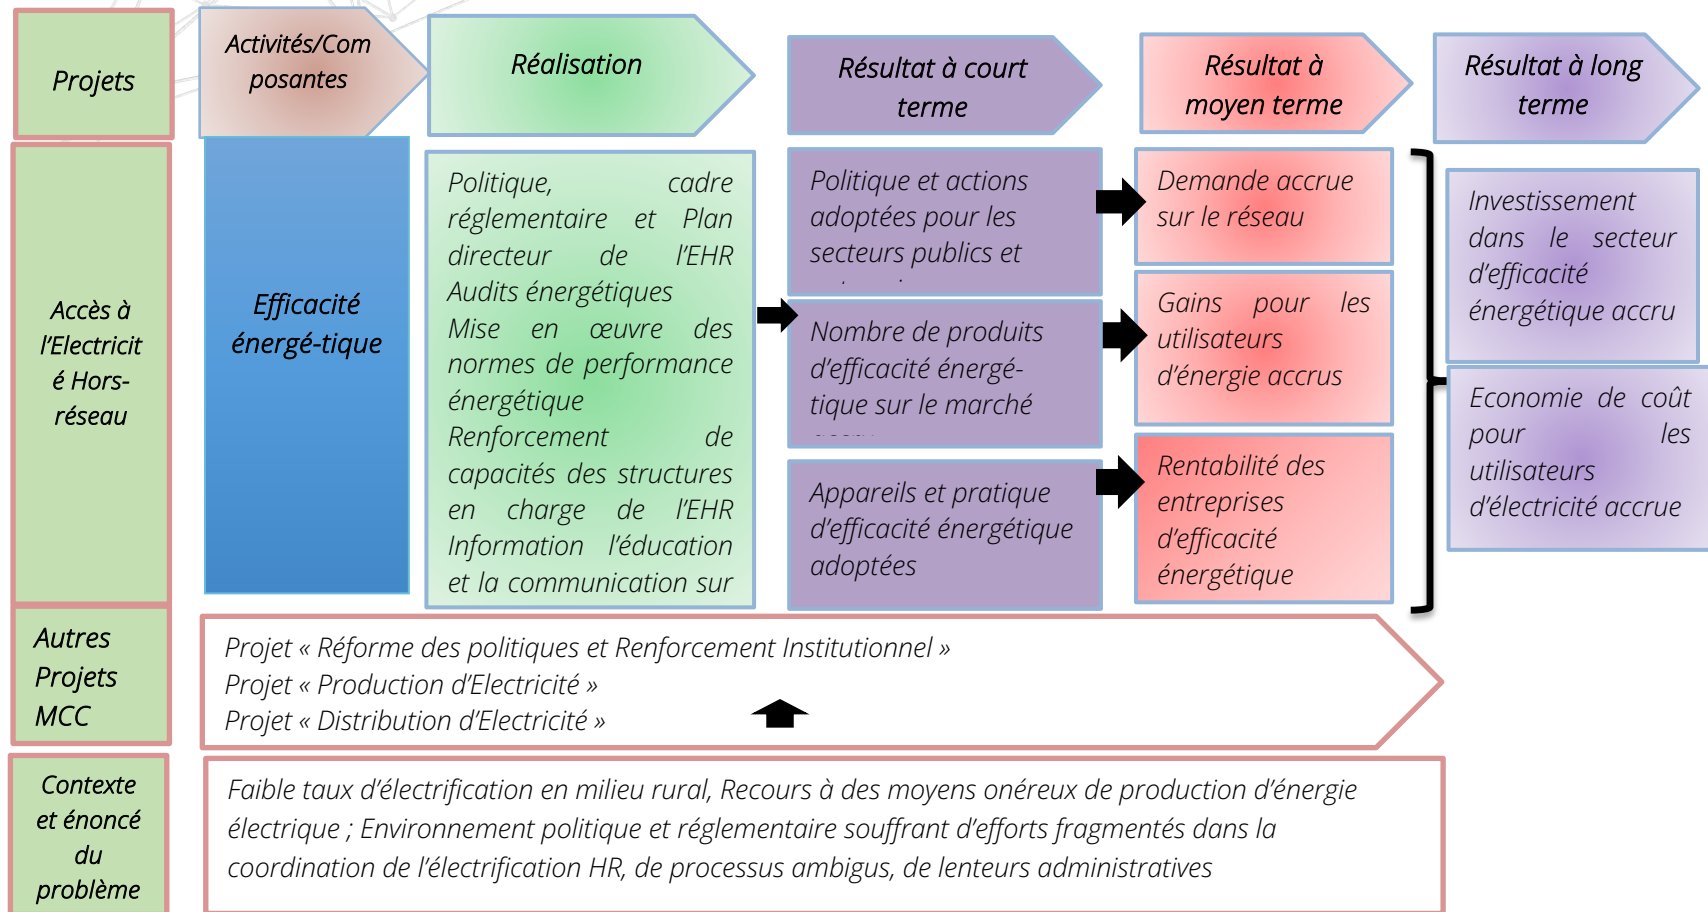 Projets
Activités/Com
posantes
Réalisation
Résultat à court
terme
Résultat à
moyen terme
Résultat à long
terme
Accès à
l’Electricit
é Hors-
réseau
Efficacité
énergé-tique
Politique, cadre
réglementaire et Plan
directeur de l’EHR
Audits énergétiques
Mise en œuvre des
normes de performance
énergétique
Renforcement de
capacités des structures
en charge de l’EHR
Information l’éducation
et la communication sur
Politique et actions
adoptées pour les
secteurs publics et
Nombre de produits
d’efficacité énergé-
tique sur le marché
Appareils et pratique
d’efficacité énergétique
adoptées
Demande accrue
sur le réseau
Gains pour les
utilisateurs
d’énergie accrus
Rentabilité des
entreprises
d’efficacité
énergétique
Investissement
dans le secteur
d’efficacité
énergétique accru
Economie de coût
pour les
utilisateurs
d’électricité accrue
Autres
Projets
MCC
Projet « Réforme des politiques et Renforcement Institutionnel »
Projet « Production d’Electricité »
Projet « Distribution d’Electricité »
Contexte
et énoncé
du
problème
Faible taux d’électrification en milieu rural, Recours à des moyens onéreux de production d’énergie
électrique ; Environnement politique et réglementaire souffrant d’efforts fragmentés dans la
coordination de l’électrification HR, de processus ambigus, de lenteurs administratives